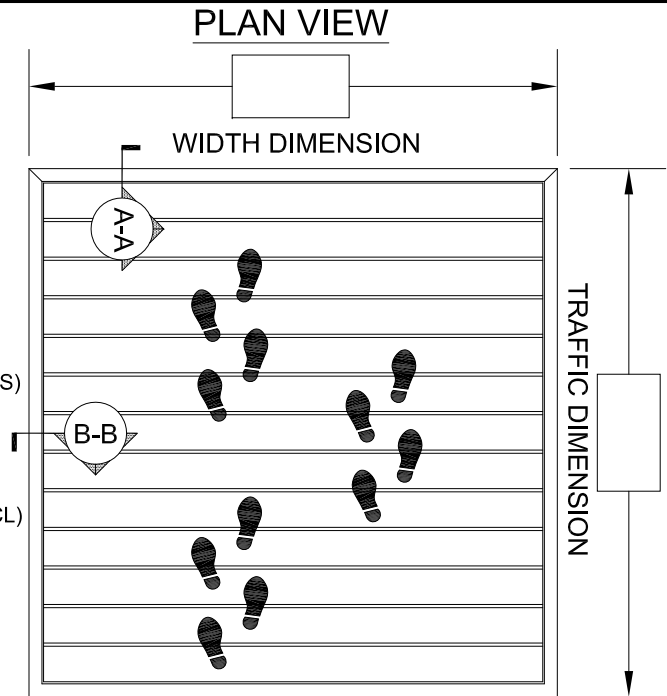 PLAN VIEW
WIDTH DIMENSION
A-A
TRAFFIC DIMENSION
S)
B-B
CL)